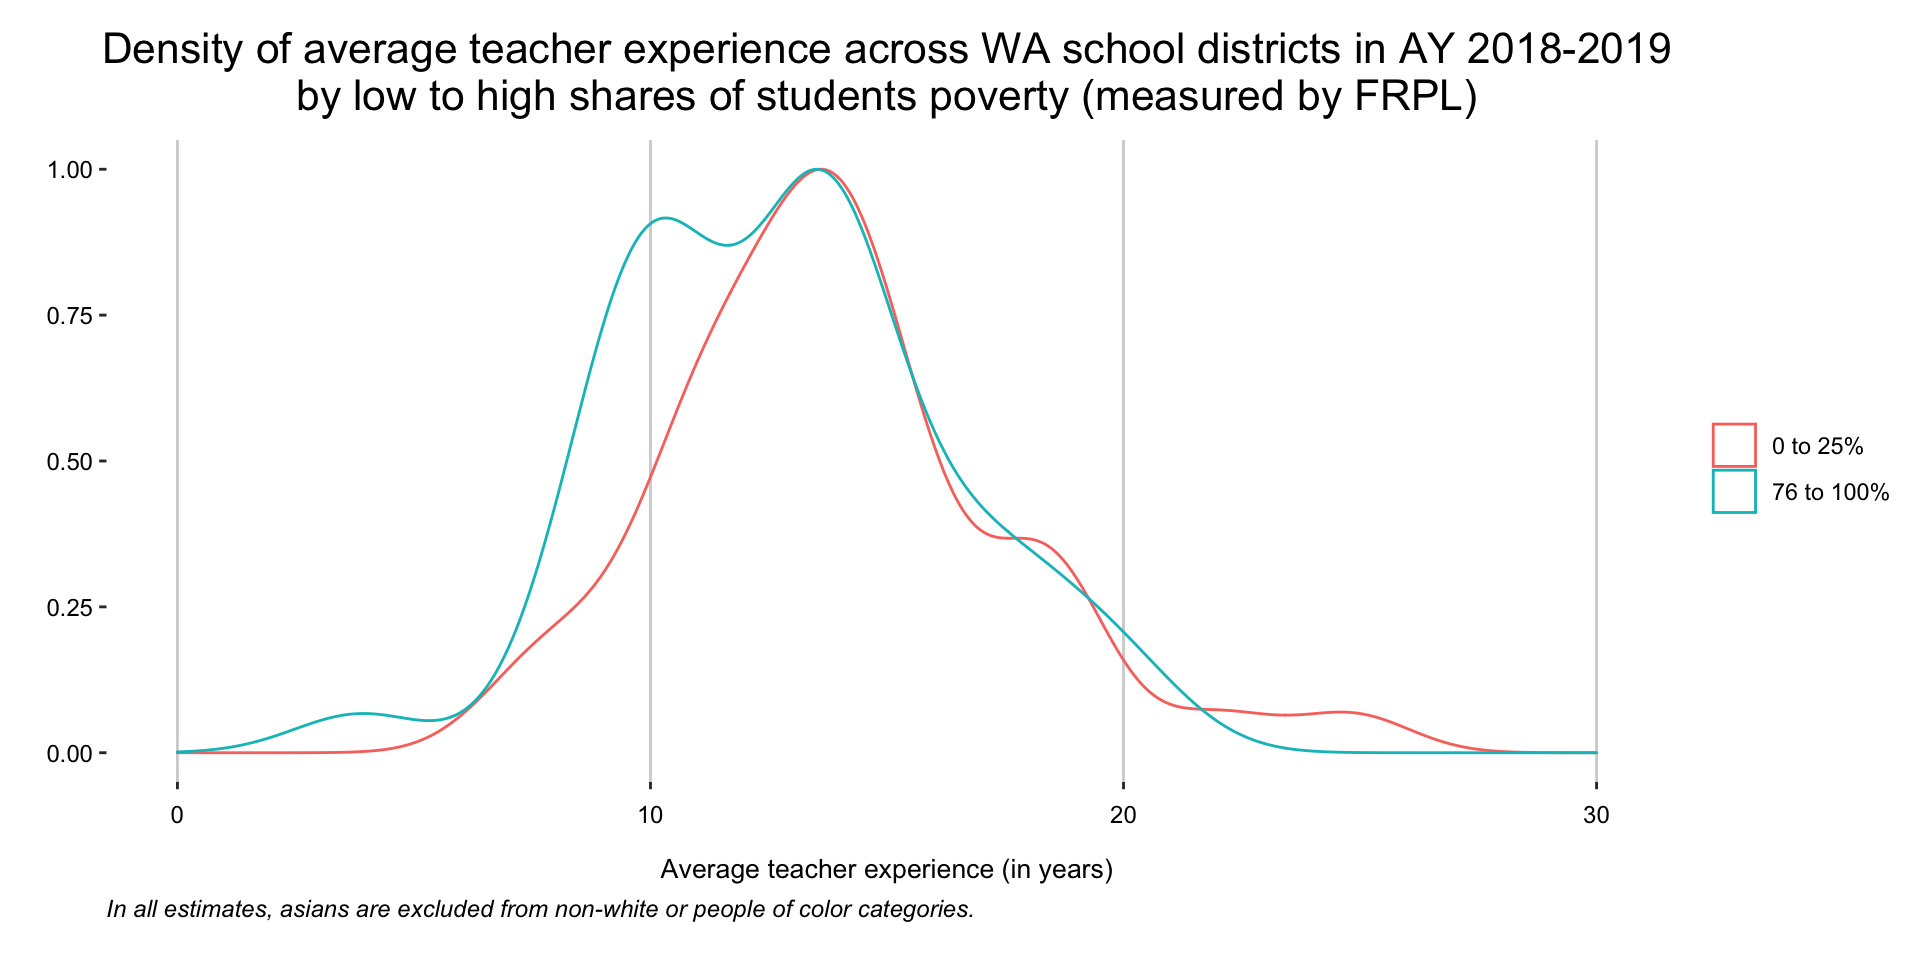 Density of average teacher experience across WA school districts in AY 2018-2019
by low to high shares of students poverty (measured by FRPL)
1.00
0.75
0.50
0.25
0.00
0 to 25%
76 to 100%
0
10
20
30
Average teacher experience (in years)
In all estimates, asians are excluded from non-white or people of color categories.